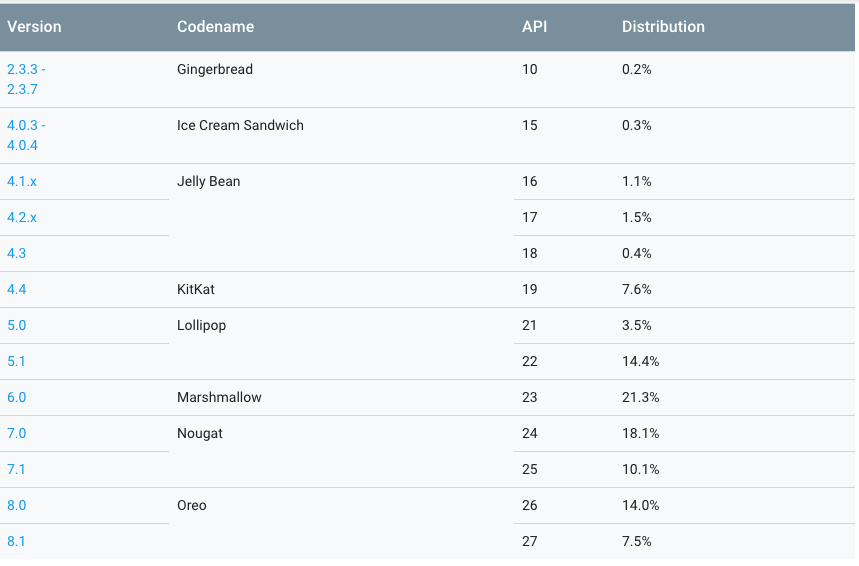 Version Codename API Distribution
2.3.3 - Gingerbread 10 0.2%
2.3.7
4.0.3 - Ice Cream Sandwich 15 0.3%
4.0.4
4.1.x Jelly Bean 16 1.1%
4.2.x 17 1.5%
4.3 18 0.4%
4.4 KitKat 19 7.6%
5.0 Lollipop 21 3.5%
5.1 22 14.4%
6.0 Marshmallow 23 21.3%
7.0 Nougat 24 18.1%
7.1 25 10.1%
8.0 Oreo 26 14.0%
8.1 27 7.5%